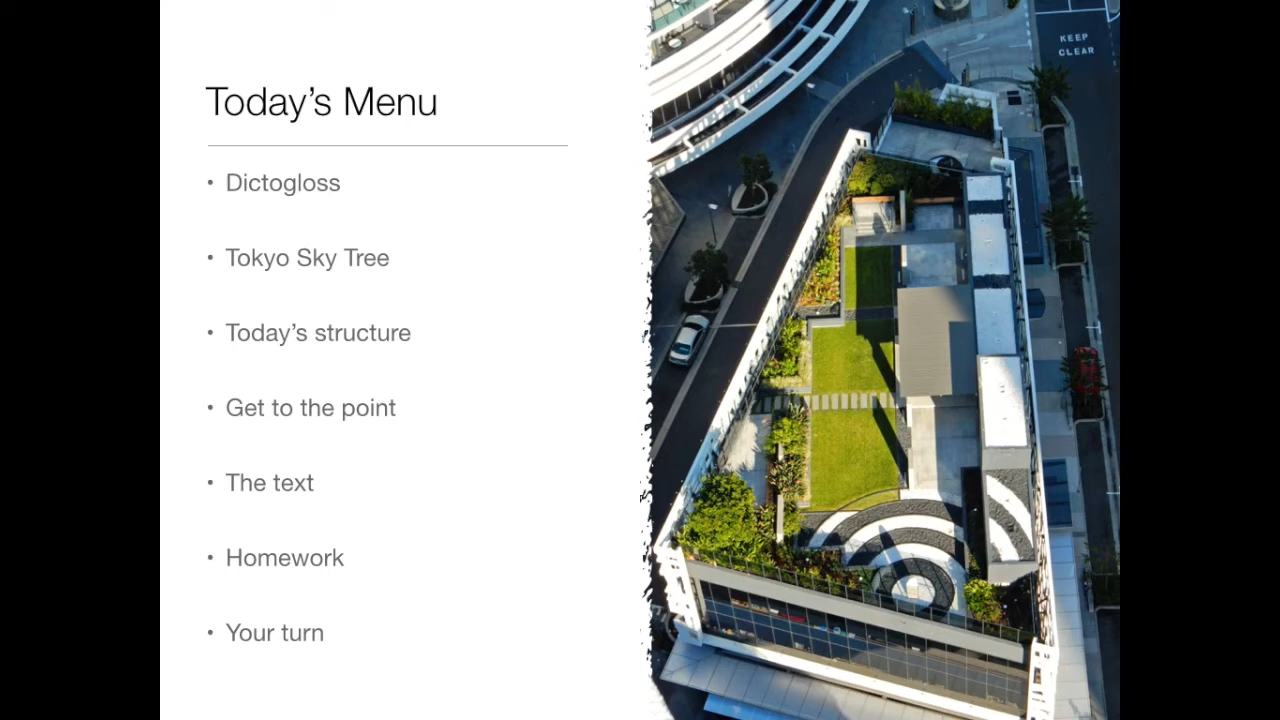 Today’s Menu
• Dictogloss
• Tokyo Sky Tree
• Today’s structure
• Get to the point
• The text
• Homework
• Your turn
KEEP
CLEAR